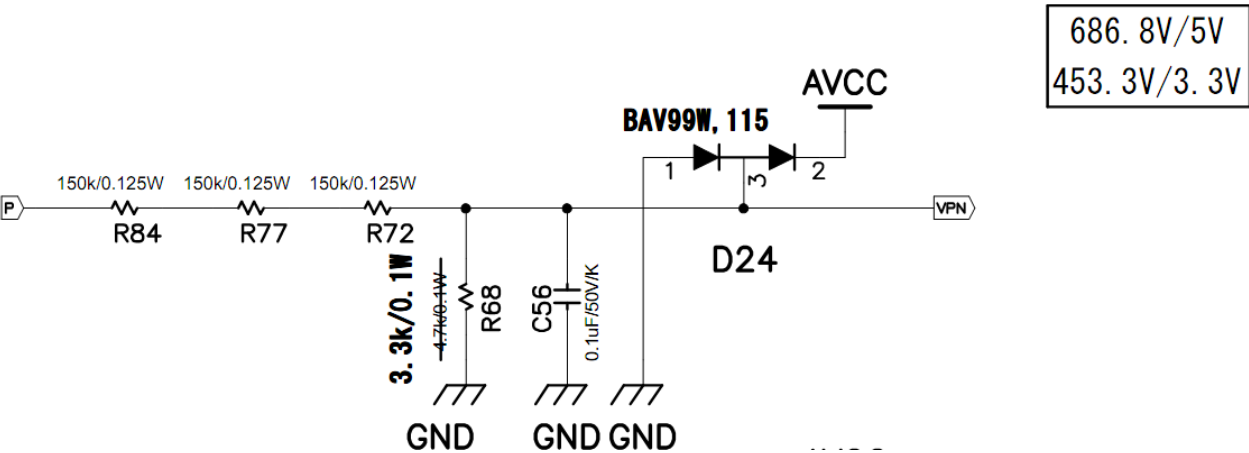 686.8V/5V
453.3V/3.3V
AVCC
BAV99W,115
1
3
2
150k/0.125W
150k/0.125W
150k/0.125W
P
VPN
R84
R77
R72
D24
3.3k/0.1W
4.7k/0.1W
R68
C56
0.1uF/50V/K
GND
GND
GND